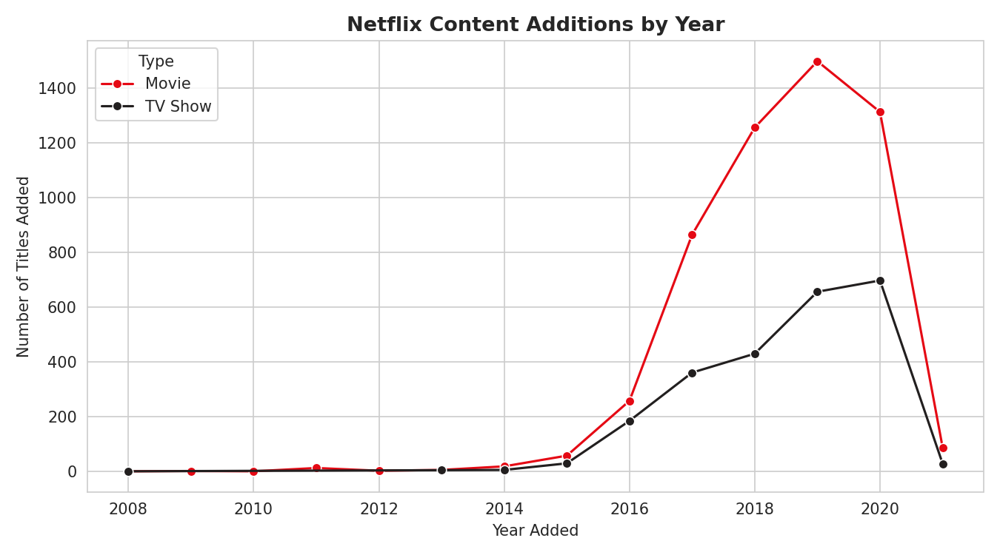 Netflix Content Additions by Year
Type
Movie
TV Show
Number of Titles Added
1400
1200
1000
800
600
400
200
0
2008 2010 2012 2014 2016 2018 2020
Year Added